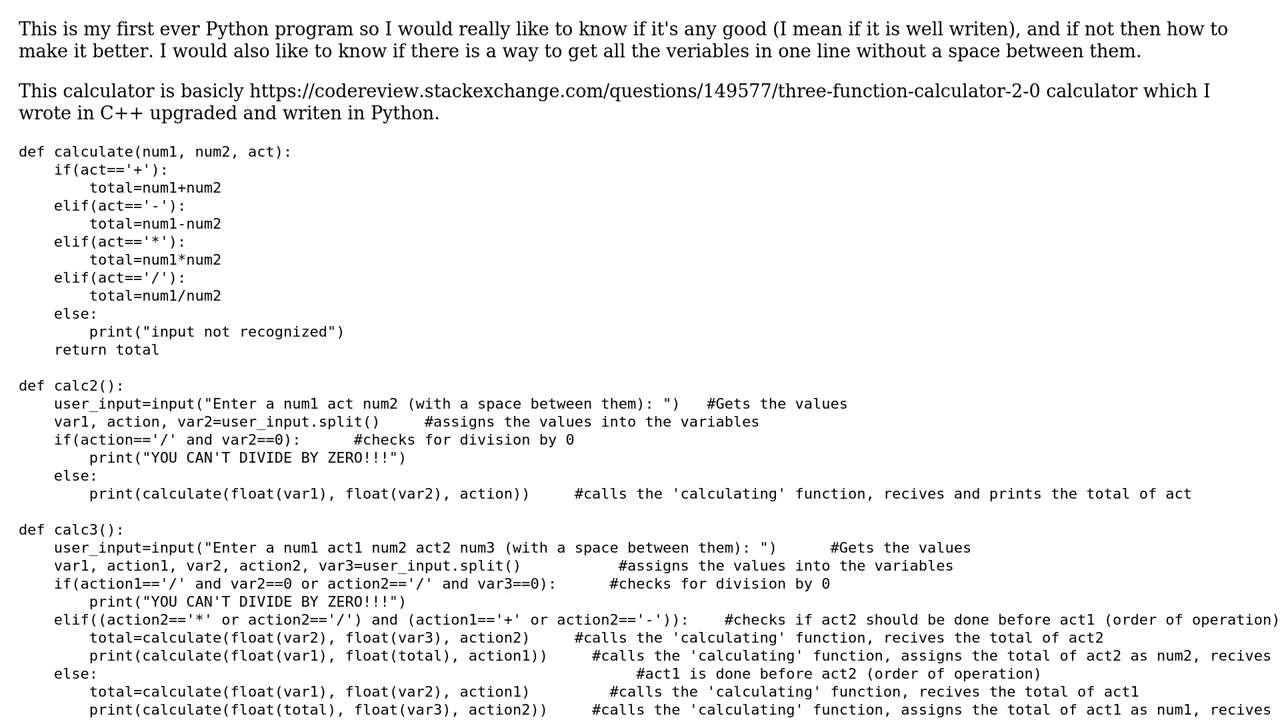 This is my first ever Python program so I would really like to know if it's any good (I mean if it is well writen), and if not then how to
make it better. I would also like to know if there is a way to get all the veriables in one line without a space between them.
This calculator is basicly https://codereview.stackexchange.com/questions/149577/three-function-calculator-2-0 calculator which I
wrote in C++ upgraded and writen in Python.
def calculate(num1, num2, act):
    if(act=='+'):
        total=num1+num2
    elif(act=='-'):
        total=num1-num2
    elif(act=='*'):
        total=num1*num2
    elif(act=='/'):
        total=num1/num2
    else:
        print("input not recognized")
    return total
def calc2():
    user_input=input("Enter a num1 act num2 (with a space between them): ")   #Gets the values
    var1, action, var2=user_input.split()     #assigns the values into the variables
    if(action=='/' and var2==0):      #checks for division by 0
        print("YOU CAN'T DIVIDE BY ZERO!!!")
    else:
        print(calculate(float(var1), float(var2), action))     #calls the 'calculating' function, recives and prints the total of act
def calc3():
    user_input=input("Enter a num1 act1 num2 act2 num3 (with a space between them): ")      #Gets the values
    var1, action1, var2, action2, var3=user_input.split()           #assigns the values into the variables
    if(action1=='/' and var2==0 or action2=='/' and var3==0):      #checks for division by 0
        print("YOU CAN'T DIVIDE BY ZERO!!!")
    elif((action2=='*' or action2=='/') and (action1=='+' or action2=='-')):    #checks if act2 should be done before act1 (order of operation)
        total=calculate(float(var2), float(var3), action2)     #calls the 'calculating' function, recives the total of act2
        print(calculate(float(var1), float(total), action1))     #calls the 'calculating' function, assigns the total of act2 as num2, recives
    else:                                                             #act1 is done before act2 (order of operation)
        total=calculate(float(var1), float(var2), action1)         #calls the 'calculating' function, recives the total of act1
        print(calculate(float(total), float(var3), action2))     #calls the 'calculating' function, assigns the total of act1 as num1, recives